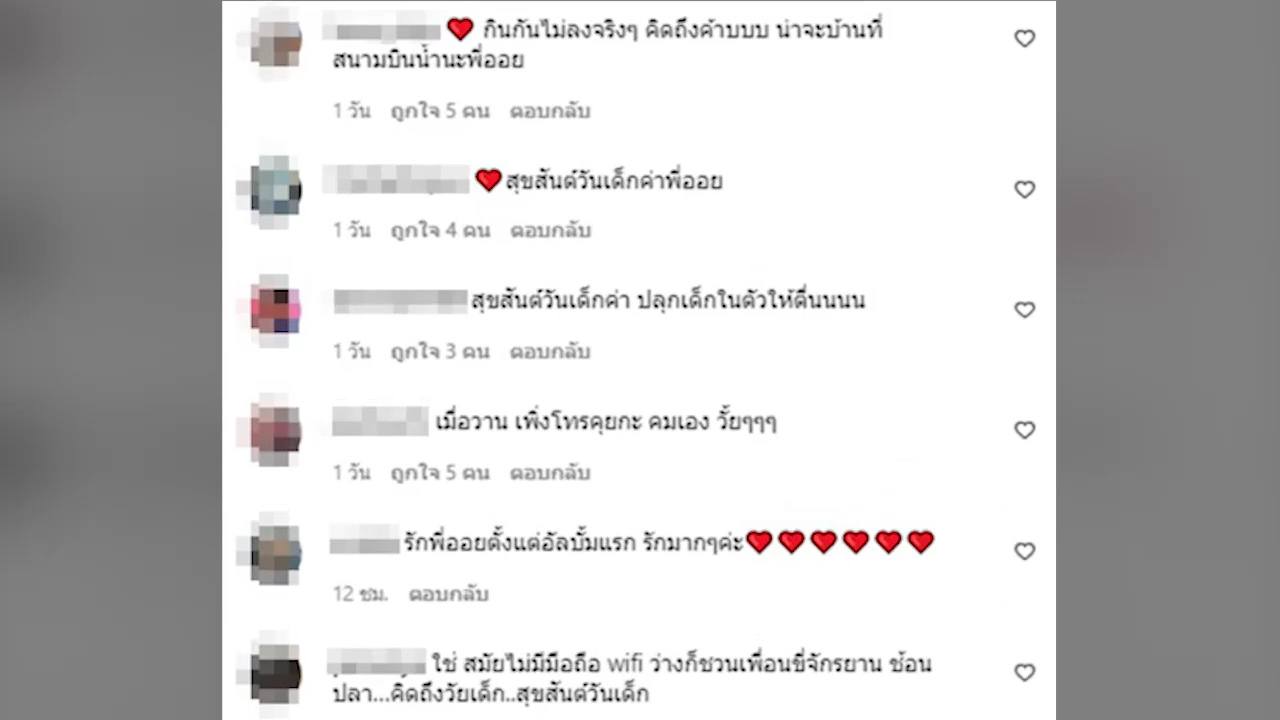 กินกันไม่ลงจริงๆ คิดถึงค้าบบบ น่าจะบ้านที่
สนามบินน้ำนะพี่ออย
1 วัน ถูกใจ 5 คน ตอบกลับ
สุขสันต์วันเด็กค่าพี่ออย
1 วัน ถูกใจ 4 คน ตอบกลับ
สุขสันต์วันเด็กค่า ปลุกเด็กในตัวให้ตื่นนนน
1 วัน ถูกใจ 3 คน ตอบกลับ
เมื่อวาน เพิ่งโทรคุยกะ คมเอง วั้ยๆๆๆ
1 วัน ถูกใจ 5 คน ตอบกลับ
รักพี่ออยตั้งแต่อัลบั้มแรก รักมากๆค่ะ
12 ชม. ตอบกลับ
ใช่ สมัยไม่มีมือถือ wifi ว่างก็ชวนเพื่อนขี่จักรยาน ช้อน
ปลา...คิดถึงวัยเด็ก..สุขสันต์วันเด็ก